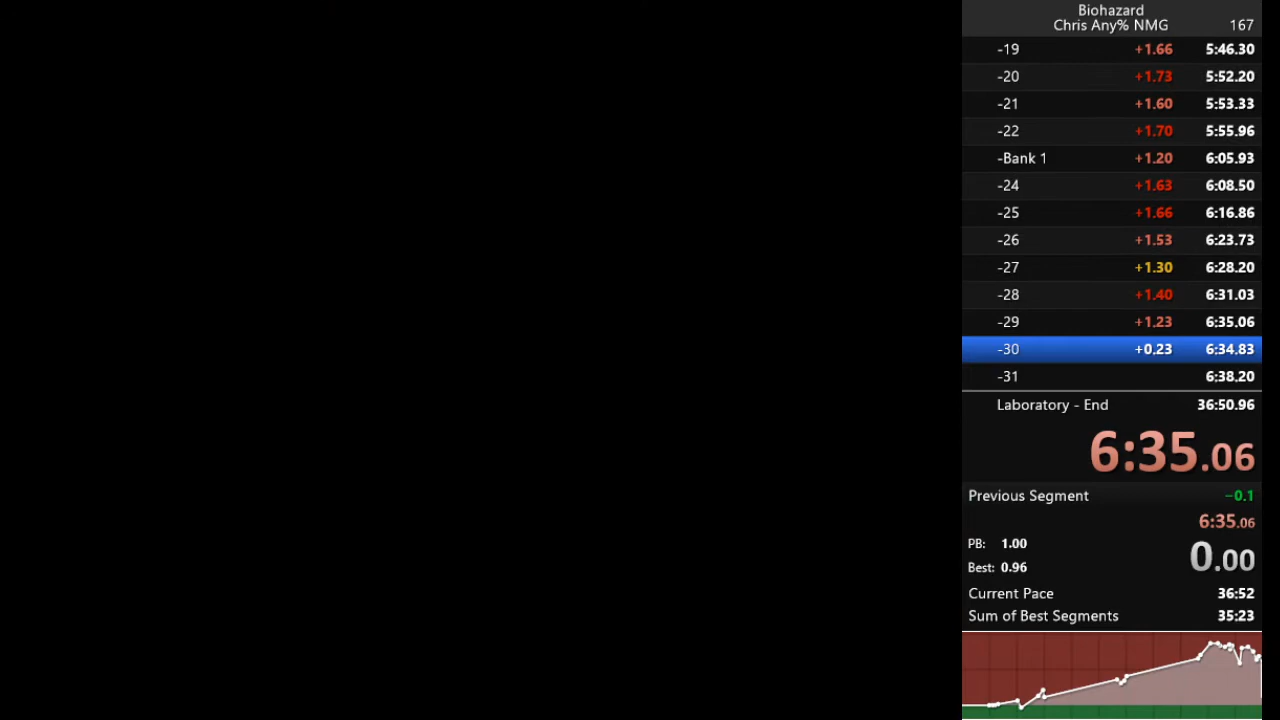 Biohazard
Chris Any% NMG 167
-19 +1.66 5:46.30
-20 +1.73 5:52.20
-21 +1.60 5:53.33
-22 +1.70 5:55.96
-Bank 1 +1.20 6:05.93
-24 +1.63 6:08.50
-25 +1.66 6:16.86
-26 +1.53 6:23.73
-27 +1.30 6:28.20
-28 +1.40 6:31.03
-29 +1.23 6:35.06
-30 +0.23 6:34.83
-31 6:38.20
Laboratory - End 36:50.96
6:35.06
Previous Segment −0.1
6:35.06
PB: 1.00
0.00
Best: 0.96
Current Pace 36:52
Sum of Best Segments 35:23